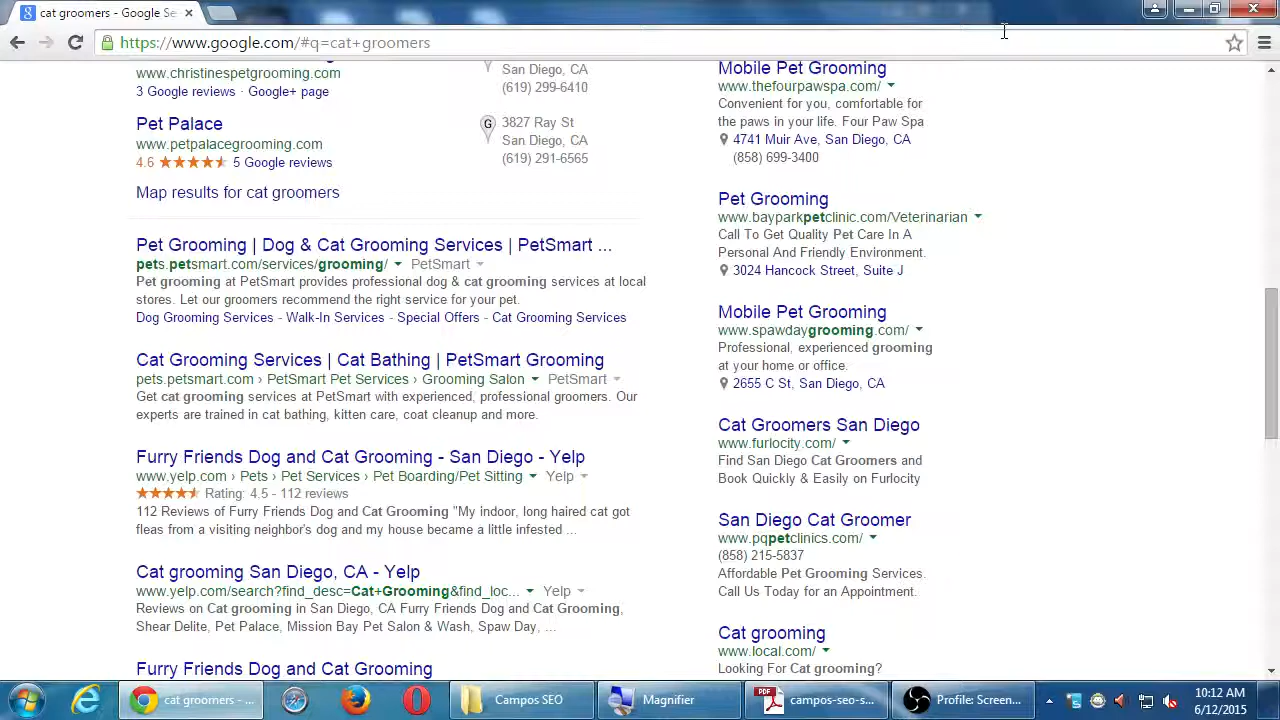 cat groomers - Google Se
https://www.google.com/#q=cat+groomers
www.christinespetgrooming.com
3 Google reviews · Google+ page
San Diego, CA
(619) 299-6410
Pet Palace
www.petpalacegrooming.com
4.6 5 Google reviews
G
3827 Ray St
San Diego, CA
(619) 291-6565
Map results for cat groomers
Pet Grooming | Dog & Cat Grooming Services | PetSmart ...
pets.petsmart.com/services/grooming/ PetSmart
Pet grooming at PetSmart provides professional dog & cat grooming services at local
stores. Let our groomers recommend the right service for your pet.
Dog Grooming Services - Walk-In Services - Special Offers - Cat Grooming Services
Cat Grooming Services | Cat Bathing | PetSmart Grooming
pets.petsmart.com › PetSmart Pet Services › Grooming Salon PetSmart
Get cat grooming services at PetSmart with experienced, professional groomers. Our
experts are trained in cat bathing, kitten care, coat cleanup and more.
Furry Friends Dog and Cat Grooming - San Diego - Yelp
www.yelp.com › Pets › Pet Services › Pet Boarding/Pet Sitting Yelp
Rating: 4.5 - 112 reviews
112 Reviews of Furry Friends Dog and Cat Grooming "My indoor, long haired cat got
fleas from a visiting neighbor's dog and my house became a little infested ...
Cat grooming San Diego, CA - Yelp
www.yelp.com/search?find_desc=Cat+Grooming&find_loc... Yelp
Reviews on Cat grooming in San Diego, CA Furry Friends Dog and Cat Grooming,
Shear Delite, Pet Palace, Mission Bay Pet Salon & Wash, Spaw Day, ...
Furry Friends Dog and Cat Grooming
Mobile Pet Grooming
www.thefourpawspa.com/
Convenient for you, comfortable for
the paws in your life. Four Paw Spa
4741 Muir Ave, San Diego, CA
(858) 699-3400
Pet Grooming
www.bayparkpetclinic.com/Veterinarian
Call To Get Quality Pet Care In A
Personal And Friendly Environment.
3024 Hancock Street, Suite J
Mobile Pet Grooming
www.spawdaygrooming.com/
Professional, experienced grooming
at your home or office.
2655 C St, San Diego, CA
Cat Groomers San Diego
www.furlocity.com/
Find San Diego Cat Groomers and
Book Quickly & Easily on Furlocity
San Diego Cat Groomer
www.pqpetclinics.com/
(858) 215-5837
Affordable Pet Grooming Services.
Call Us Today for an Appointment.
Cat grooming
www.local.com/
Looking For Cat grooming?
cat groomers - ...
Campos SEO
Magnifier
PDF
campos-seo-s...
Profile: Screen...
10:12 AM
6/12/2015